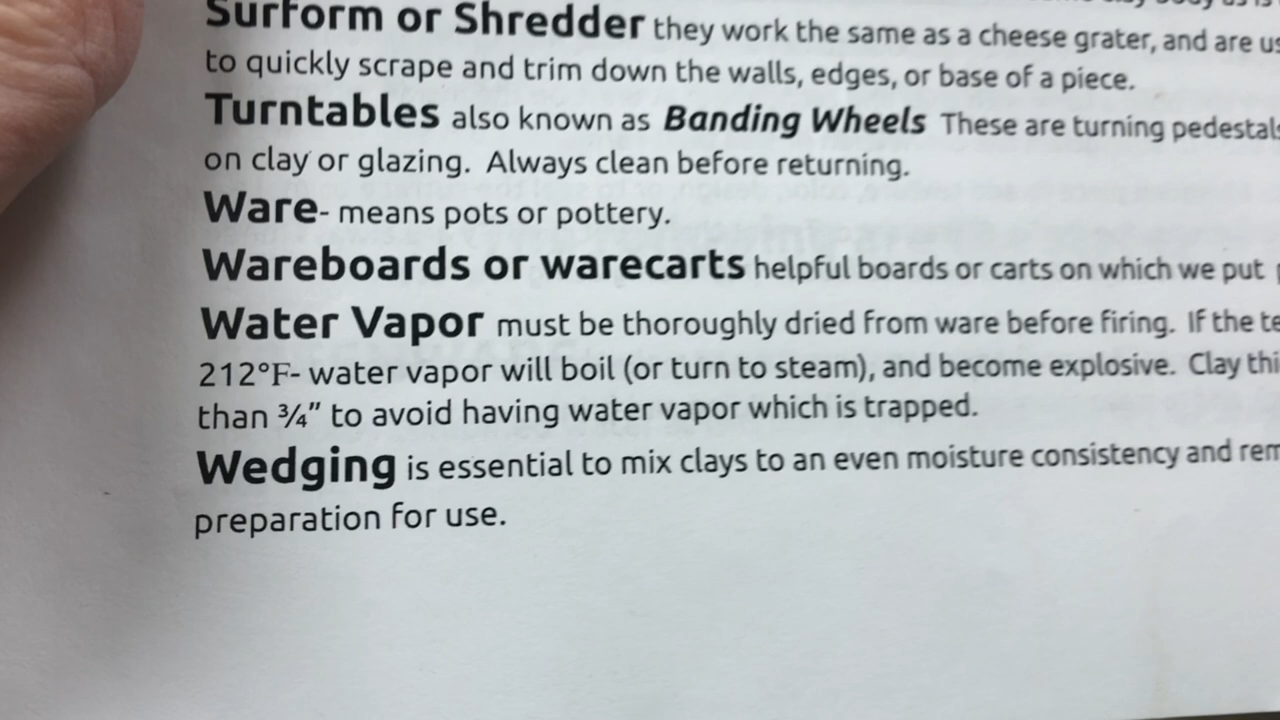 Surform or Shredder they work the same as a cheese grater, and are
to quickly scrape and trim down the walls, edges, or base of a piece.
Turntables also known as Banding Wheels These are turning
on clay or glazing. Always clean before returning.
Ware- means pots or pottery.
Wareboards or warecarts helpful boards or carts on which we put
Water Vapor must be thoroughly dried from ware before firing. If the
212°F- water vapor will boil (or turn to steam), and become explosive. Clay
than ¾” to avoid having water vapor which is trapped.
Wedging is essential to mix clays to an even moisture consistency and
preparation for use.